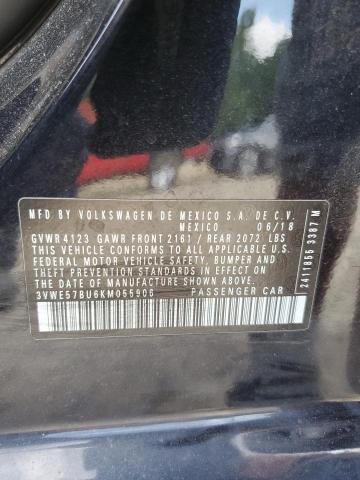 MFD BY VOLKSWAGEN DE MEXICO S.A. DE C.V.
MEXICO 06/18
GVWR 4123 GAWR FRONT 2161 / REAR 2072 LBS
THIS VEHICLE CONFORMS TO ALL APPLICABLE U.S.
FEDERAL MOTOR VEHICLE SAFETY, BUMPER AND
THEFT PREVENTION STANDARDS IN EFFECT ON
THE DATE OF MANUFACTURE SHOWN ABOVE.
3VWE57BU6KM055906 PASSENGER CAR
2411055 3387 M